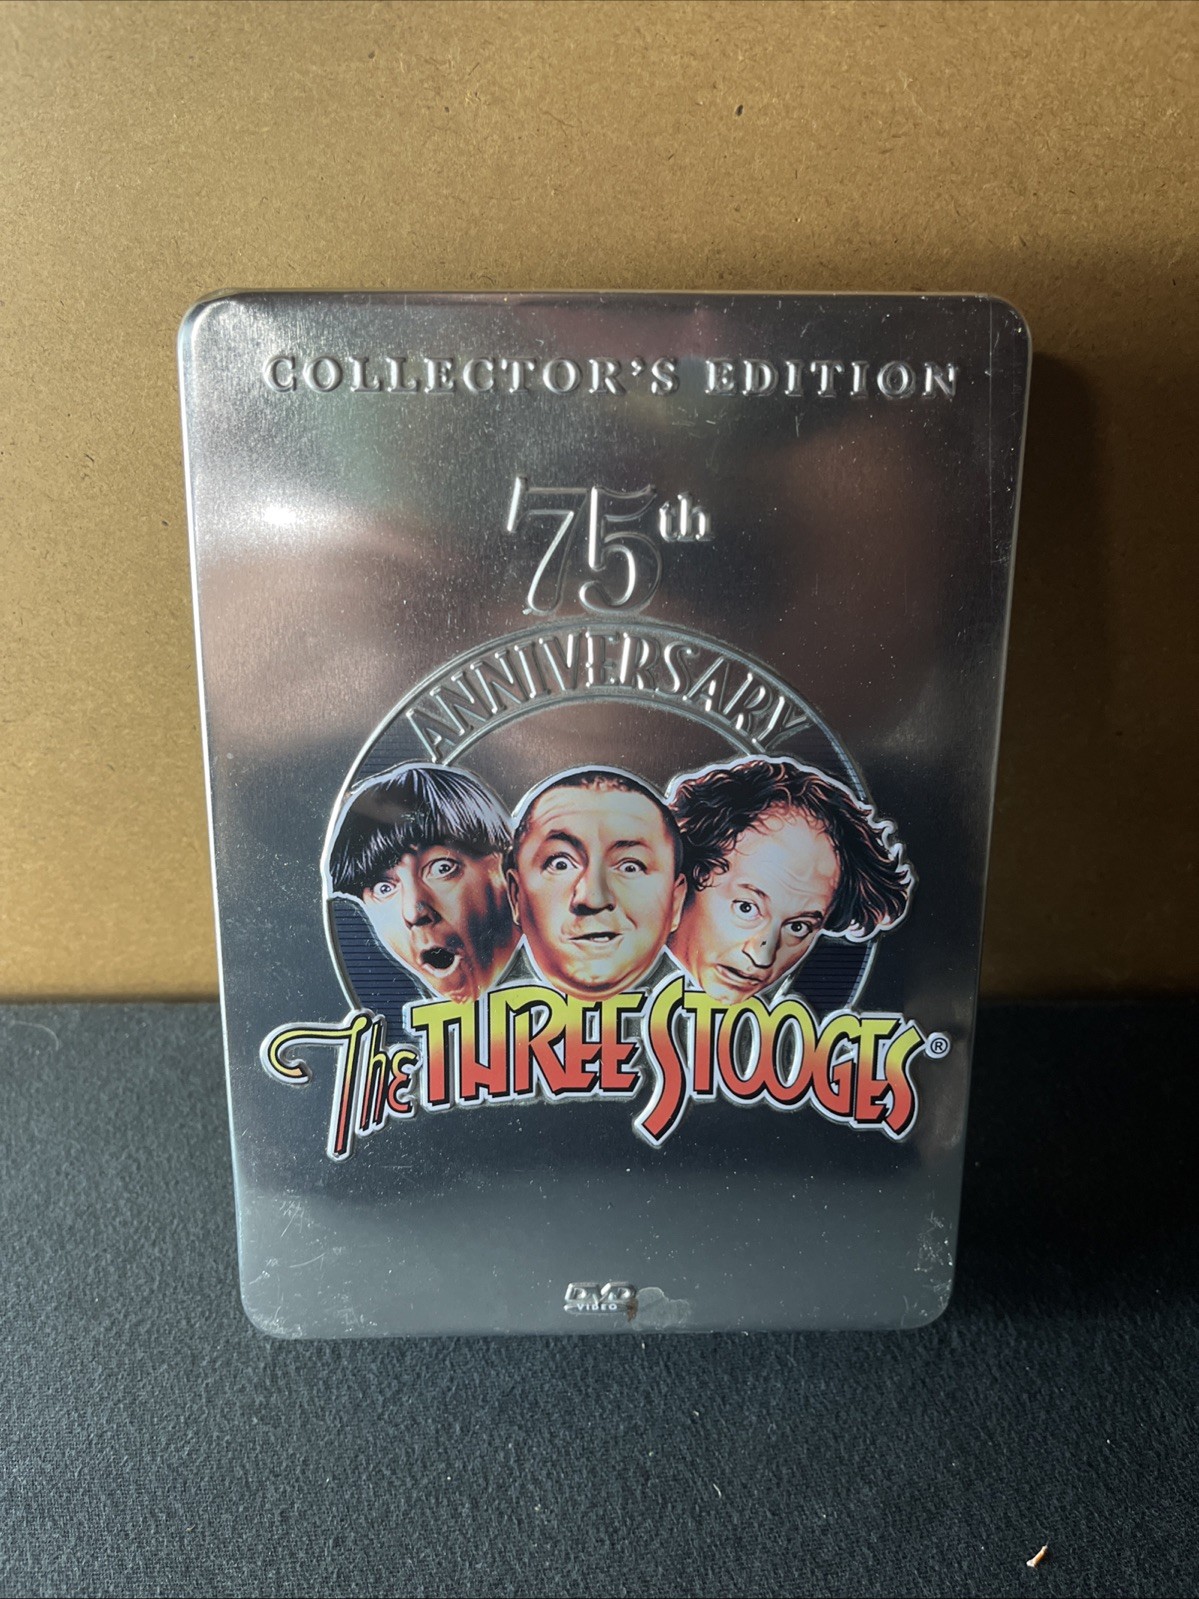 COLLECTOR'S EDITION
75th
ANNIVERSARY
The THREE STOOGES®
DVD
VIDEO